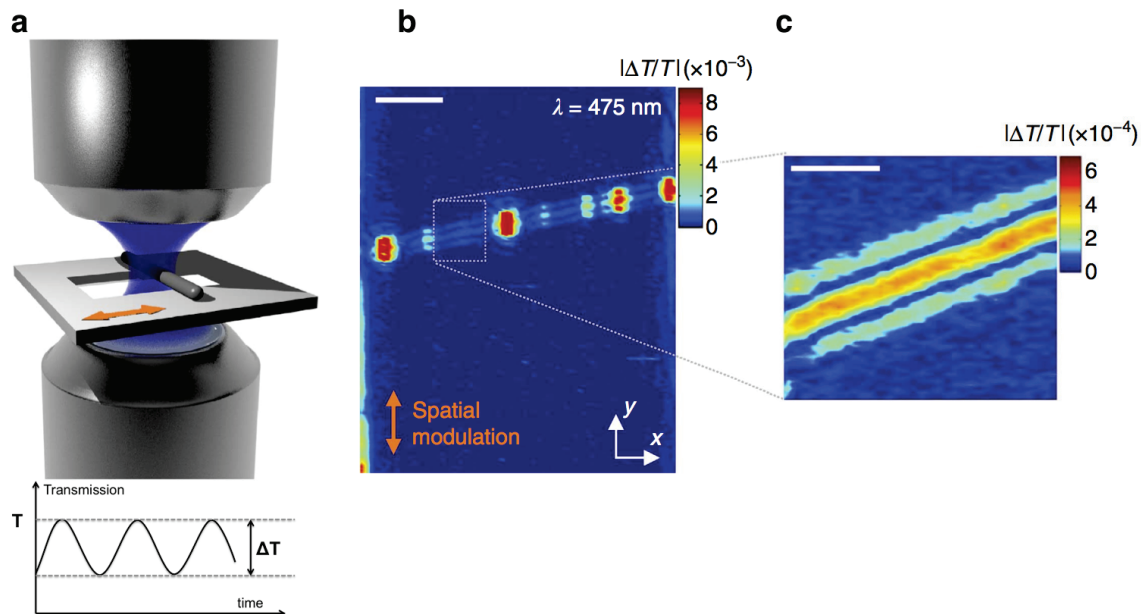 a
b
c
|ΔT/T| (×10⁻³)
λ = 475 nm
8
6
4
2
0
|ΔT/T| (×10⁻⁴)
6
4
2
0
Spatial
modulation
y
x
Transmission
T
ΔT
time